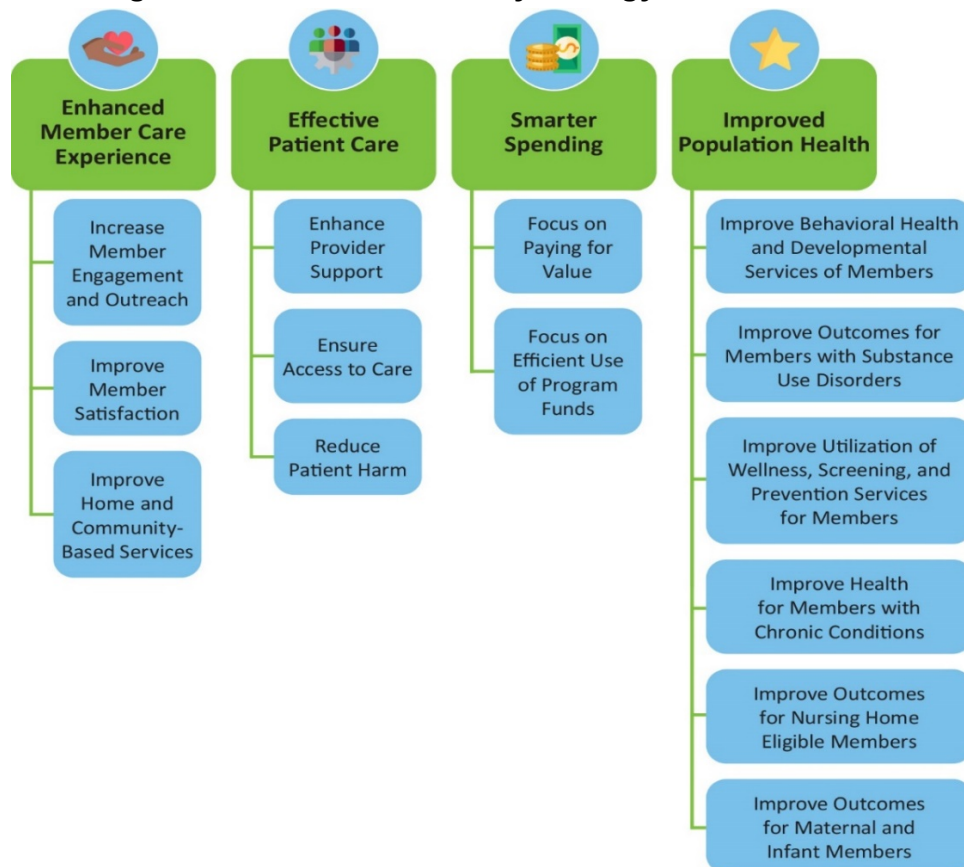 Enhanced
Member Care
Experience
Increase
Member
Engagement
and Outreach
Improve
Member
Satisfaction
Improve
Home and
Community-
Based Services
Effective
Patient Care
Enhance
Provider
Support
Ensure
Access to Care
Reduce
Patient Harm
Smarter
Spending
Focus on
Paying for
Value
Focus on
Efficient Use
of Program
Funds
Improved
Population Health
Improve Behavioral Health
and Developmental
Services of Members
Improve Outcomes for
Members with Substance
Use Disorders
Improve Utilization of
Wellness, Screening, and
Prevention Services
for Members
Improve Health
for Members with
Chronic Conditions
Improve Outcomes
for Nursing Home
Eligible Members
Improve Outcomes
for Maternal and
Infant Members